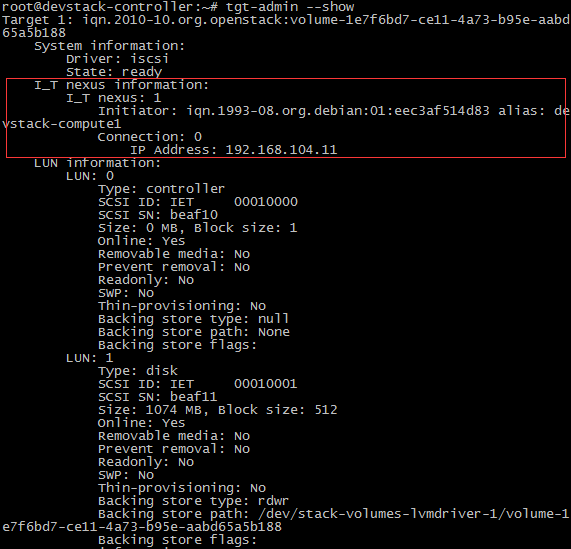 root@devstack-controller:~# tgt-admin --show
Target 1: iqn.2010-10.org.openstack:volume-1e7f6bd7-ce11-4a73-b95e-aabd
65a5b188
System information:
Driver: iscsi
State: ready
I_T nexus information:
I_T nexus: 1
Initiator: iqn.1993-08.org.debian:01:eec3af514d83 alias: de
vstack-compute1
Connection: 0
IP Address: 192.168.104.11
LUN information:
LUN: 0
Type: controller
SCSI ID: IET     00010000
SCSI SN: beaf10
Size: 0 MB, Block size: 1
Online: Yes
Removable media: No
Prevent removal: No
Readonly: No
SWP: No
Thin-provisioning: No
Backing store type: null
Backing store path: None
Backing store flags:
LUN: 1
Type: disk
SCSI ID: IET     00010001
SCSI SN: beaf11
Size: 1074 MB, Block size: 512
Online: Yes
Removable media: No
Prevent removal: No
Readonly: No
SWP: No
Thin-provisioning: No
Backing store type: rdwr
Backing store path: /dev/stack-volumes-lvmdriver-1/volume-1
e7f6bd7-ce11-4a73-b95e-aabd65a5b188
Backing store flags: